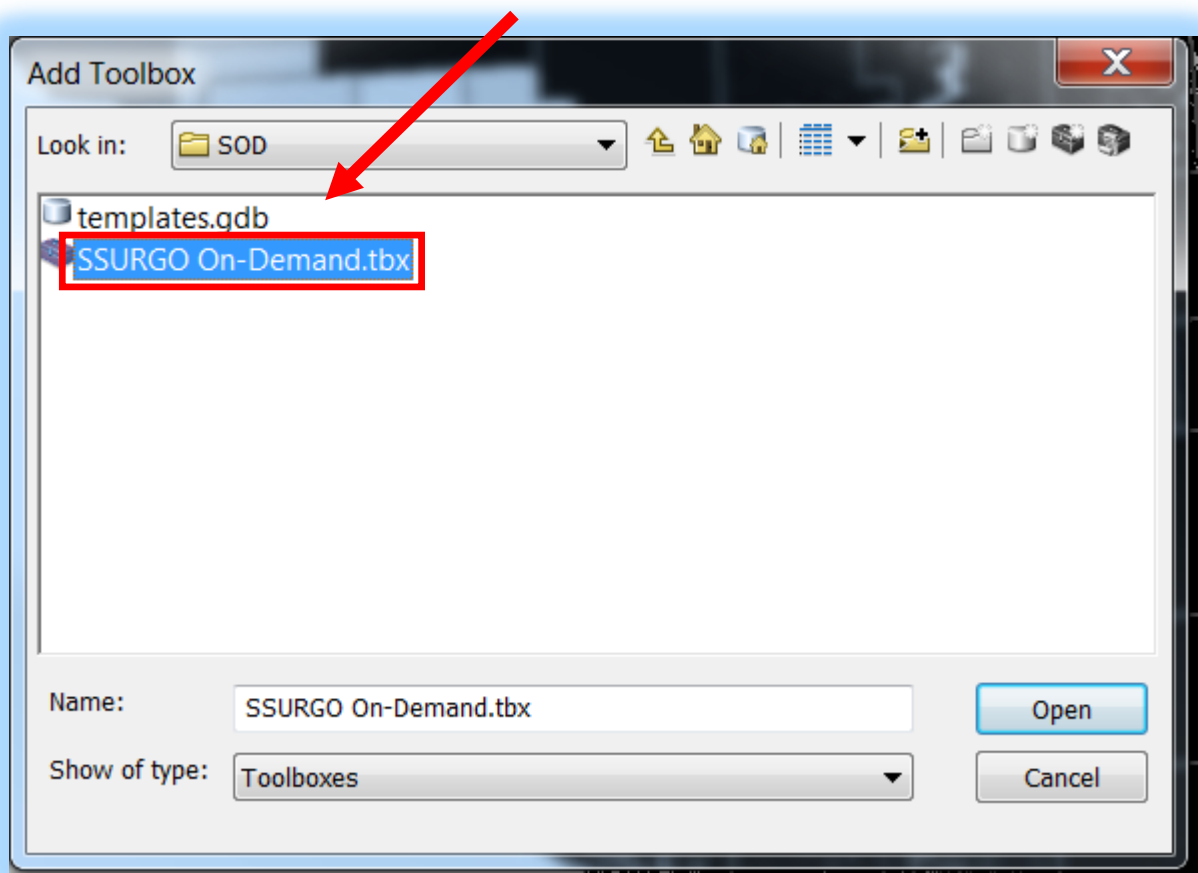 Add Toolbox
X
Look in: SOD
templates.gdb
SSURGO On-Demand.tbx
Name: SSURGO On-Demand.tbx Open
Show of type: Toolboxes Cancel